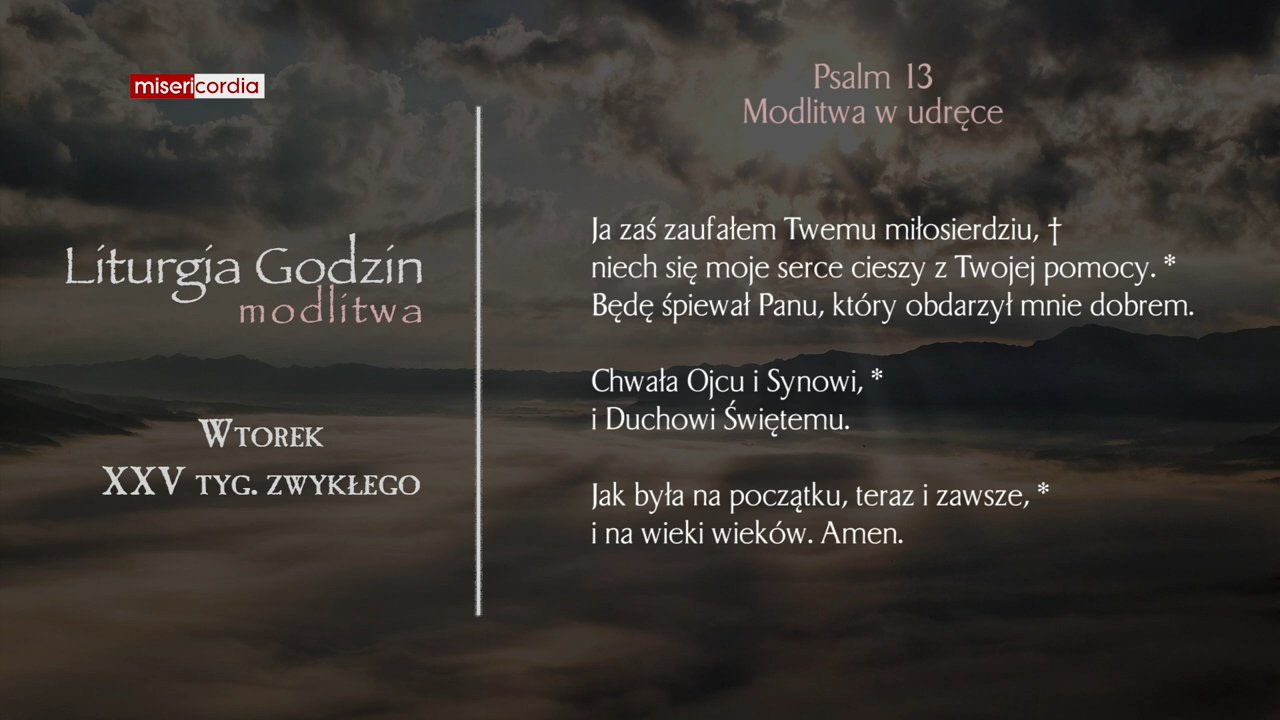 misericordia
Liturgia Godzin
modlitwa
Wtorek
XXV tyg. zwykłego
Psalm 13
Modlitwa w udręce
Ja zaś zaufałem Twemu miłosierdziu, †
niech się moje serce cieszy z Twojej pomocy. *
Będę śpiewał Panu, który obdarzył mnie dobrem.
Chwała Ojcu i Synowi, *
i Duchowi Świętemu.
Jak była na początku, teraz i zawsze, *
i na wieki wieków. Amen.